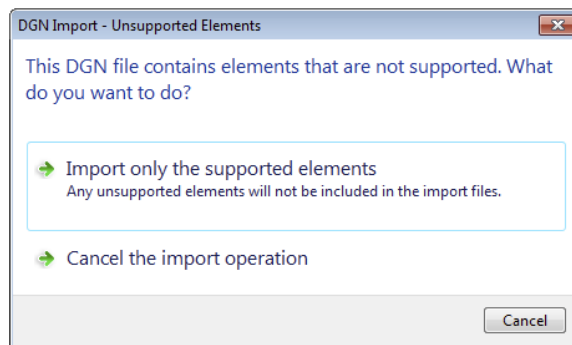 DGN Import - Unsupported Elements
This DGN file contains elements that are not supported. What
do you want to do?
Import only the supported elements
Any unsupported elements will not be included in the import files.
Cancel the import operation
Cancel